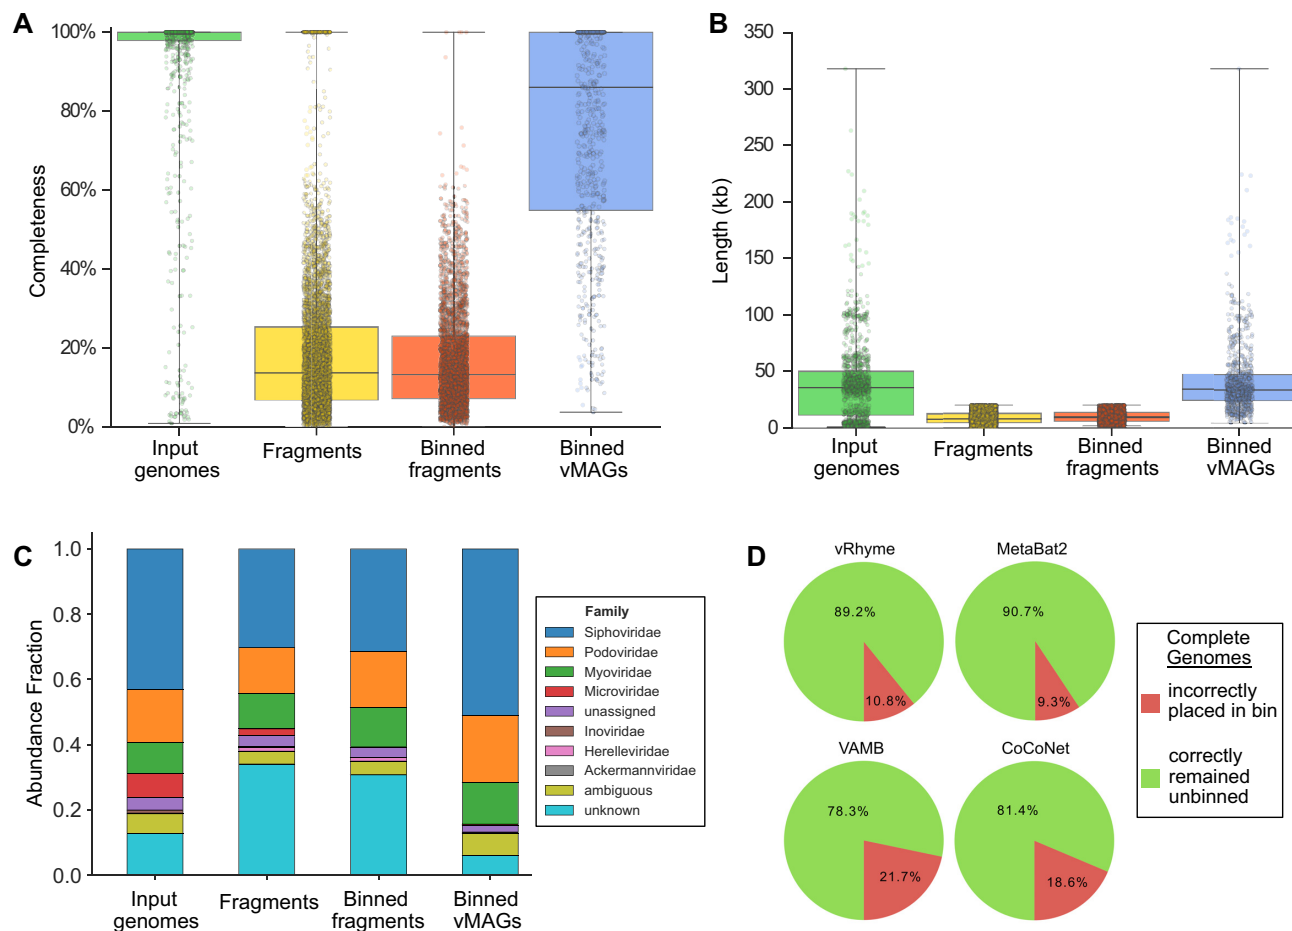 A
100%
80%
60%
40%
20%
0%
Completeness
Input
genomes
Fragments
Binned
fragments
Binned
vMAGs
B
350
300
250
200
150
100
50
0
Length (kb)
Input
genomes
Fragments
Binned
fragments
Binned
vMAGs
C
1.0
0.8
0.6
0.4
0.2
0.0
Abundance Fraction
Input
genomes
Fragments
Binned
fragments
Binned
vMAGs
Family
Siphoviridae
Podoviridae
Myoviridae
Microviridae
unassigned
Inoviridae
Herelleviridae
Ackermannviridae
ambiguous
unknown
D
vRhyme
89.2%
10.8%
MetaBat2
90.7%
9.3%
VAMB
78.3%
21.7%
CoCoNet
81.4%
18.6%
Complete
Genomes
incorrectly
placed in bin
correctly
remained
unbinned